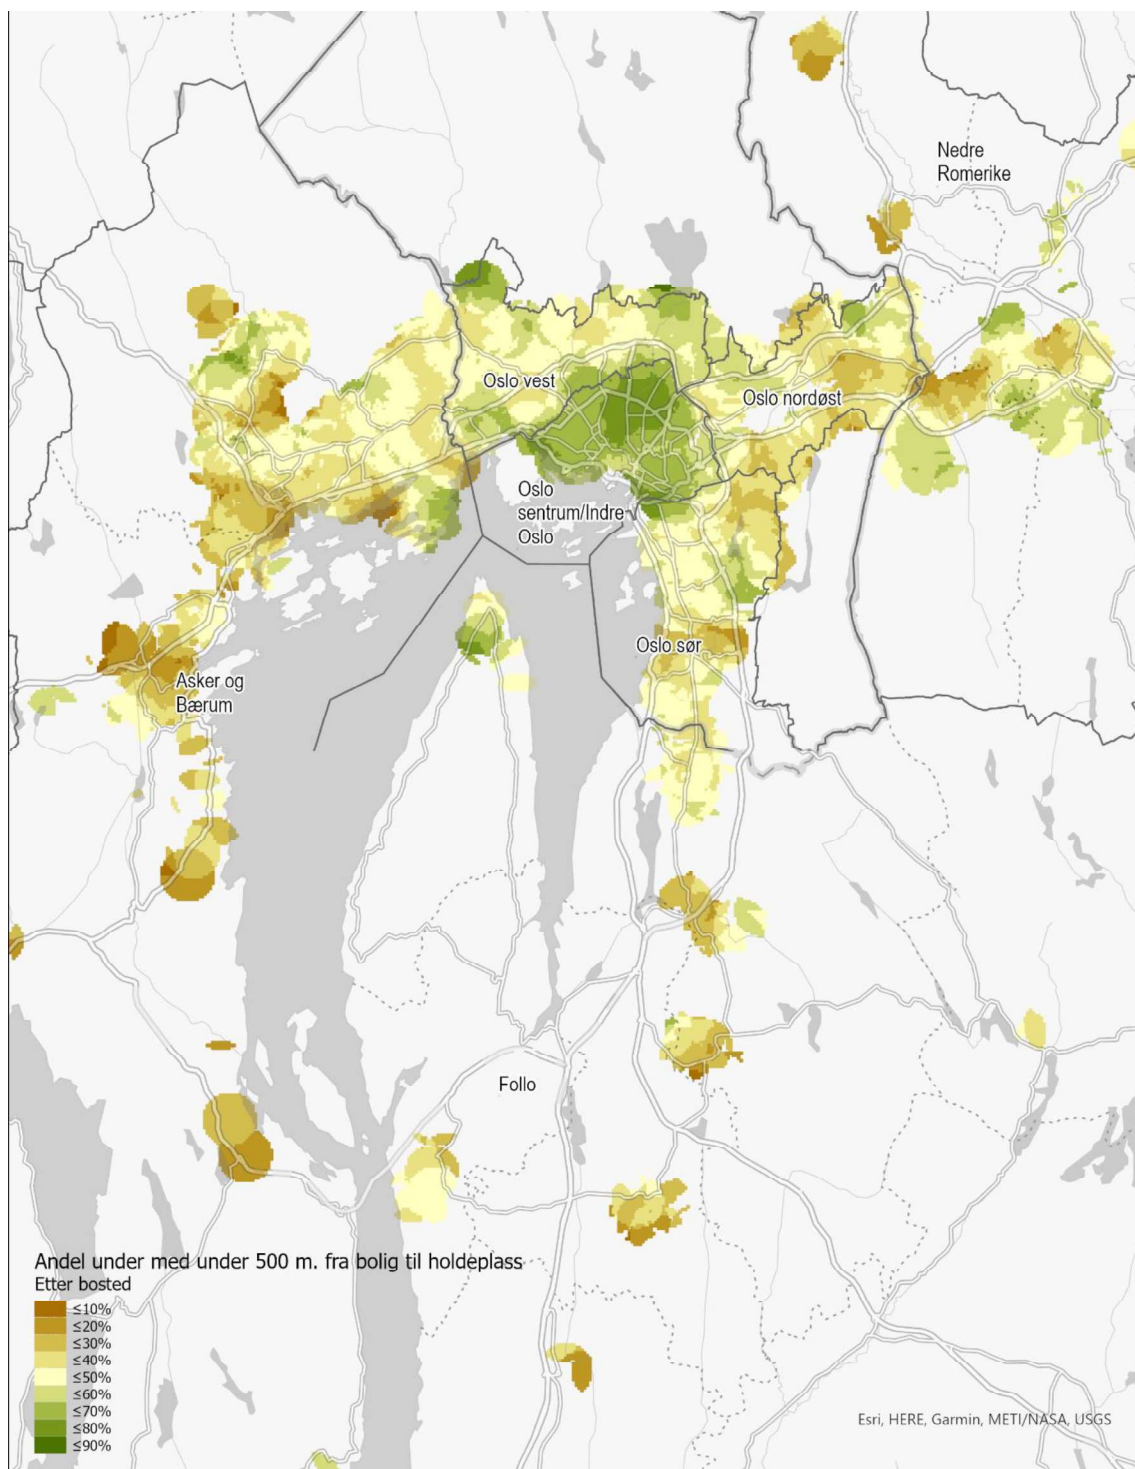 Nedre
Romerike
Oslo vest
Oslo nordøst
Oslo
sentrum/Indre
Oslo
Oslo sør
Asker og
Bærum
Follo
Andel under med under 500 m. fra bolig til holdeplass
Etter bosted
≤10%
≤20%
≤30%
≤40%
≤50%
≤60%
≤70%
≤80%
≤90%
Esri, HERE, Garmin, METI/NASA, USGS